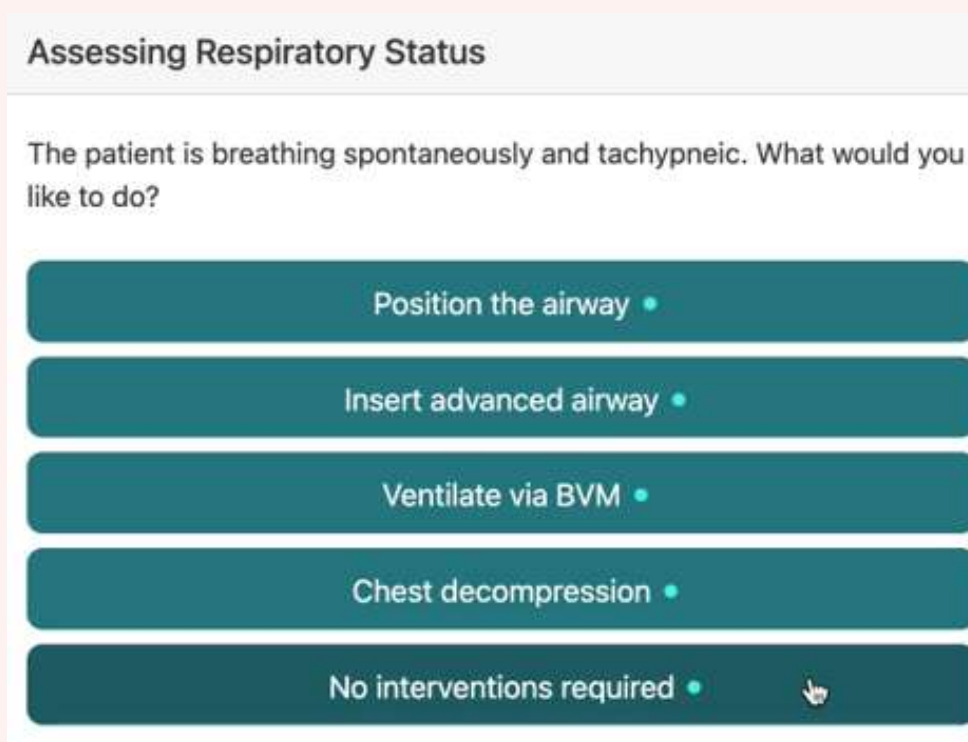 Assessing Respiratory Status
The patient is breathing spontaneously and tachypneic. What would you
like to do?
Position the airway
Insert advanced airway
Ventilate via BVM
Chest decompression
No interventions required